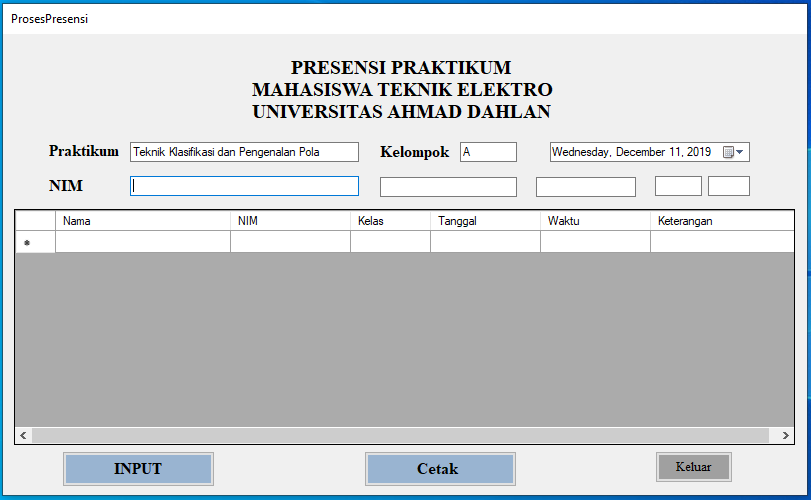 ProsesPresensi
PRESENSI PRAKTIKUM
MAHASISWA TEKNIK ELEKTRO
UNIVERSITAS AHMAD DAHLAN
Praktikum Teknik Klasifikasi dan Pengenalan Pola Kelompok A Wednesday, December 11, 2019
NIM
Nama NIM Kelas Tanggal Waktu Keterangan
INPUT Cetak Keluar